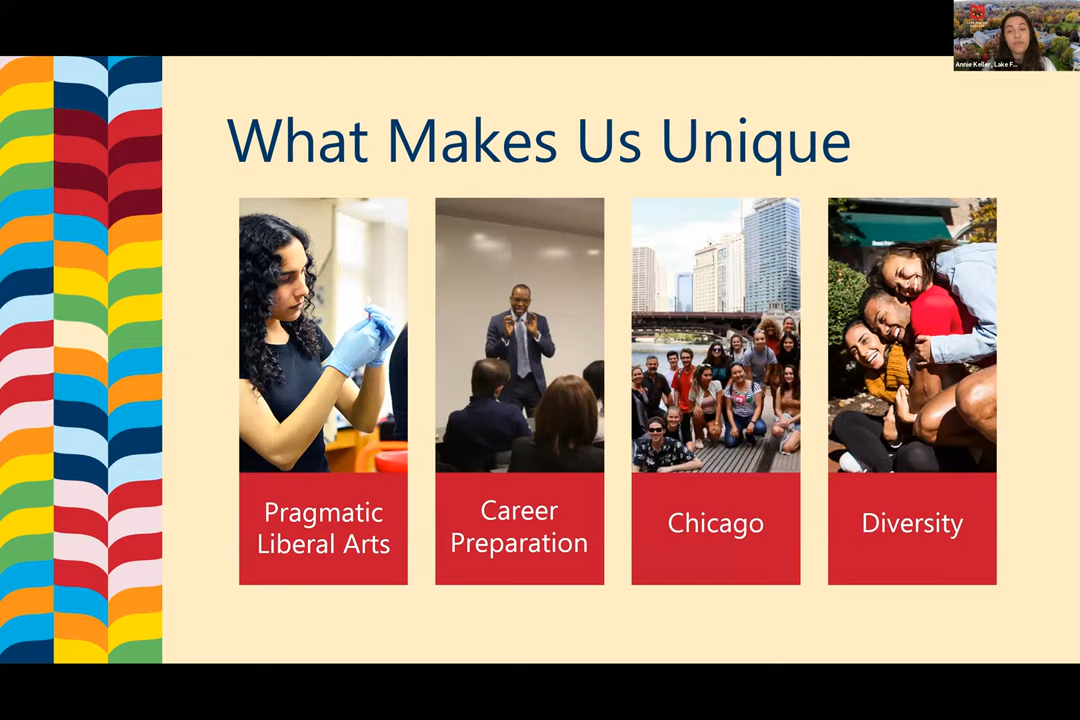 What Makes Us Unique
Pragmatic
Liberal Arts
Career
Preparation
Chicago
Diversity
Annie Keller, Lake F...